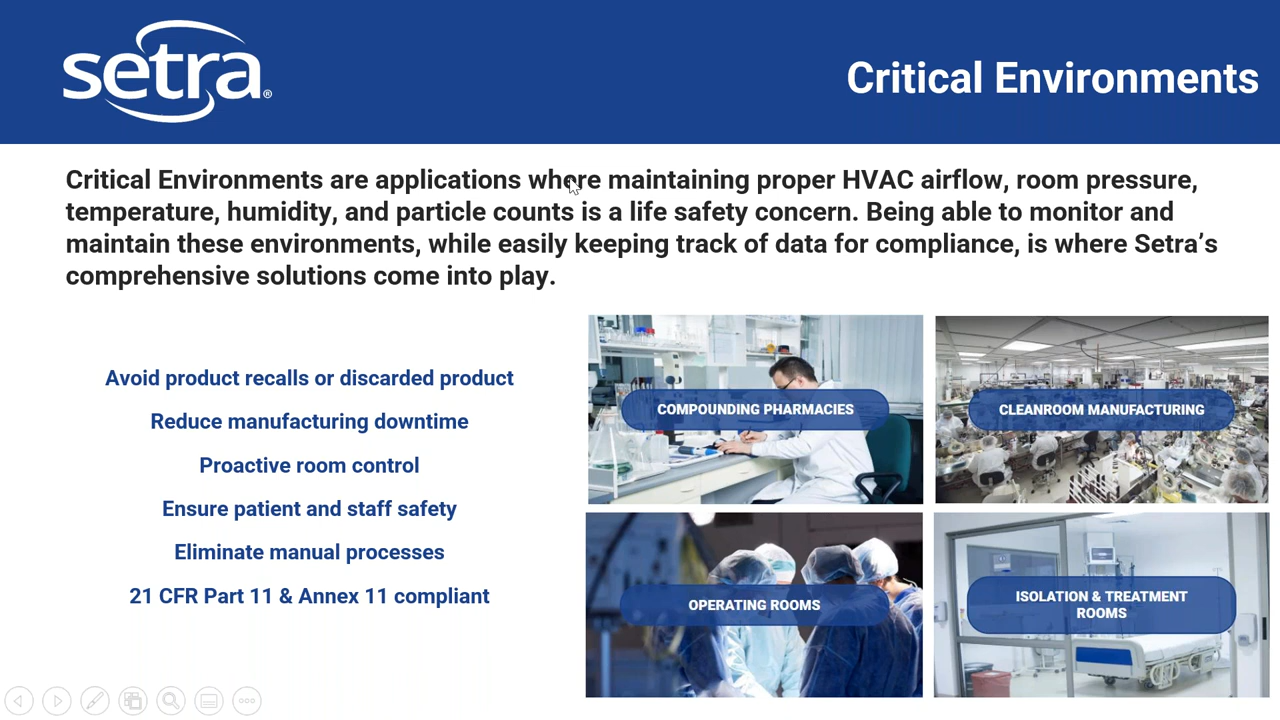 setra®
Critical Environments
Critical Environments are applications where maintaining proper HVAC airflow, room pressure,
temperature, humidity, and particle counts is a life safety concern. Being able to monitor and
maintain these environments, while easily keeping track of data for compliance, is where Setra’s
comprehensive solutions come into play.
Avoid product recalls or discarded product
Reduce manufacturing downtime
Proactive room control
Ensure patient and staff safety
Eliminate manual processes
21 CFR Part 11 & Annex 11 compliant
COMPOUNDING PHARMACIES
CLEANROOM MANUFACTURING
OPERATING ROOMS
ISOLATION & TREATMENT
ROOMS